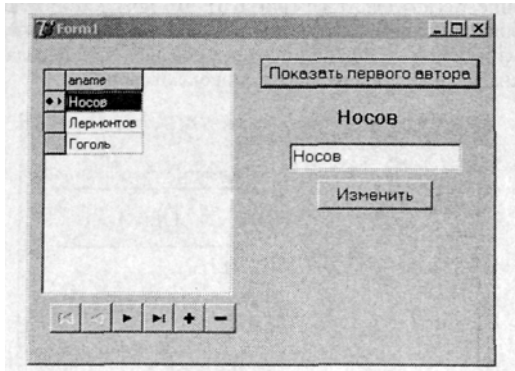 Form1
aname
Носов
Лермонтов
Гоголь
Показать первого автора
Носов
Носов
Изменить